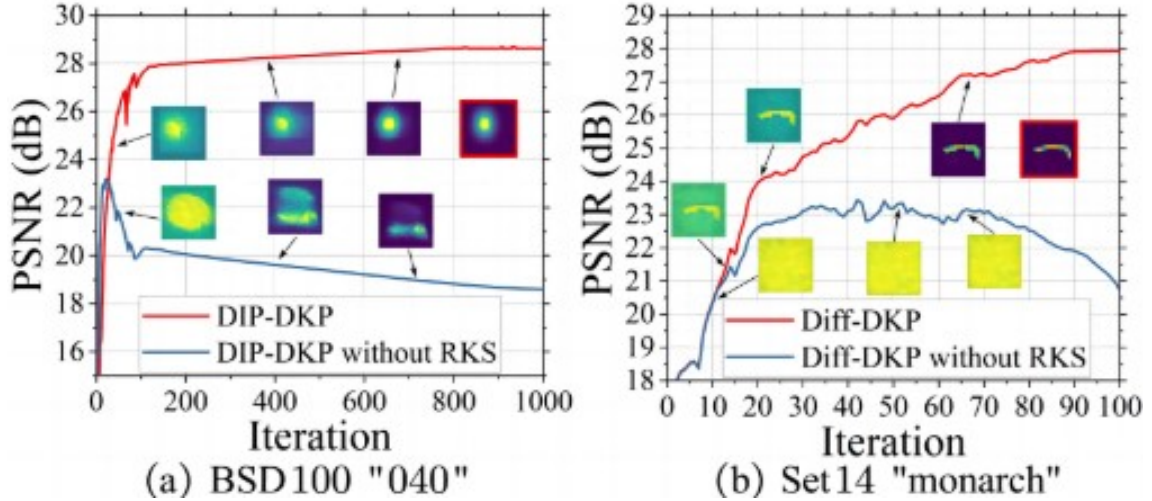 PSNR (dB)
30
28
26
24
22
20
18
16
DIP-DKP
DIP-DKP without RKS
0 200 400 600 800 1000
Iteration
(a) BSD100 "040"
PSNR (dB)
29
28
27
26
25
24
23
22
21
20
19
18
Diff-DKP
Diff-DKP without RKS
0 10 20 30 40 50 60 70 80 90 100
Iteration
(b) Set14 "monarch"